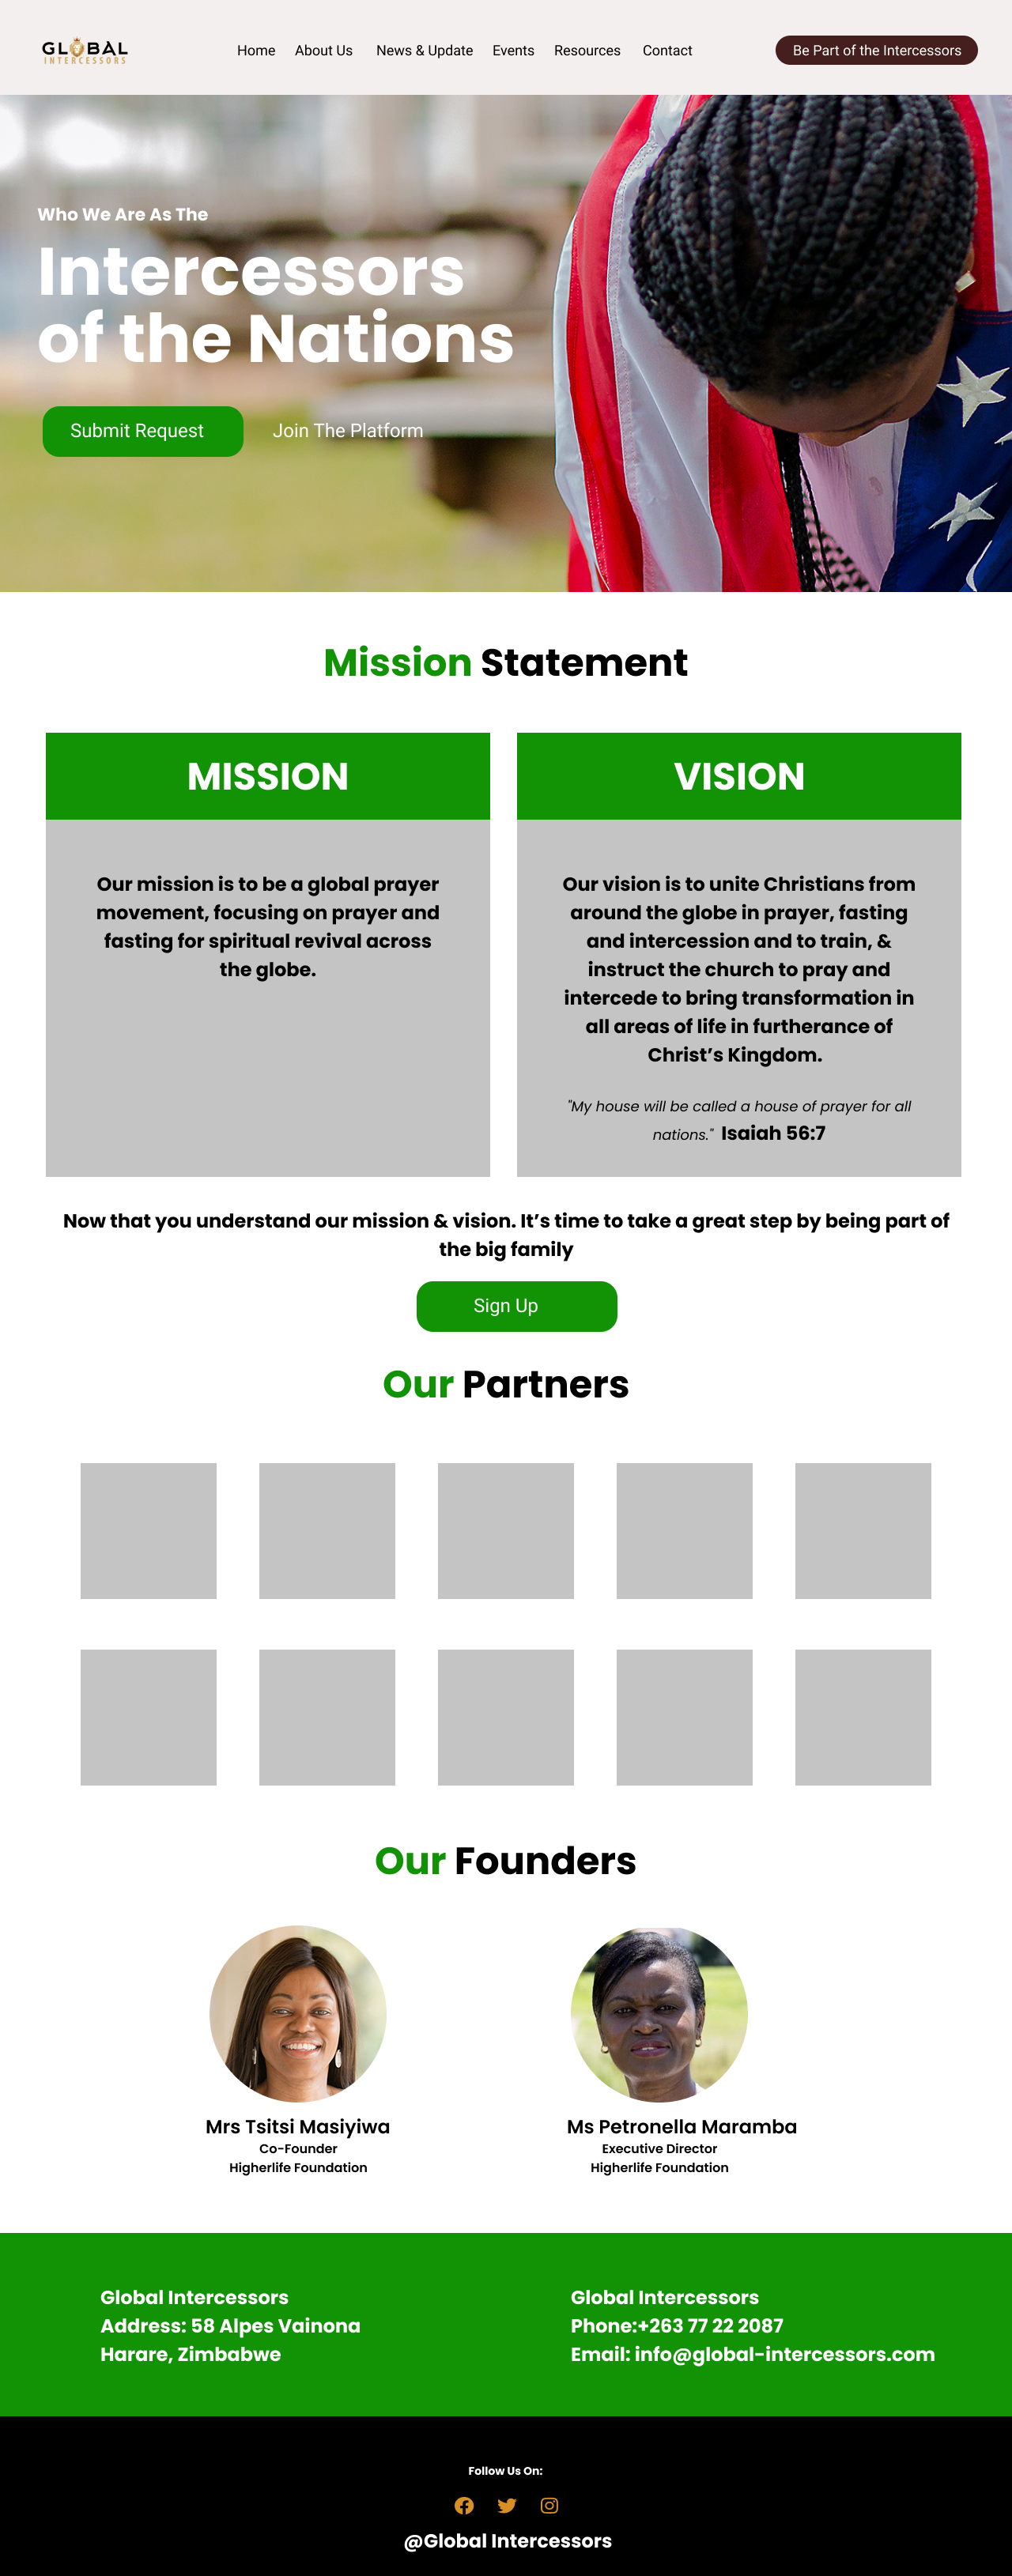 GLOBAL
INTERCESSORS
Home About Us News & Update Events Resources Contact
Be Part of the Intercessors
Who We Are As The
Intercessors
of the Nations
Submit Request
Join The Platform
Mission Statement
MISSION
Our mission is to be a global prayer
movement, focusing on prayer and
fasting for spiritual revival across
the globe.
VISION
Our vision is to unite Christians from
around the globe in prayer, fasting
and intercession and to train, &
instruct the church to pray and
intercede to bring transformation in
all areas of life in furtherance of
Christ’s Kingdom.
"My house will be called a house of prayer for all
nations." Isaiah 56:7
Now that you understand our mission & vision. It’s time to take a great step by being part of
the big family
Sign Up
Our Partners
Our Founders
Mrs Tsitsi Masiyiwa
Co-Founder
Higherlife Foundation
Ms Petronella Maramba
Executive Director
Higherlife Foundation
Global Intercessors
Address: 58 Alpes Vainona
Harare, Zimbabwe
Global Intercessors
Phone:+263 77 22 2087
Email: info@global-intercessors.com
Follow Us On:
@Global Intercessors